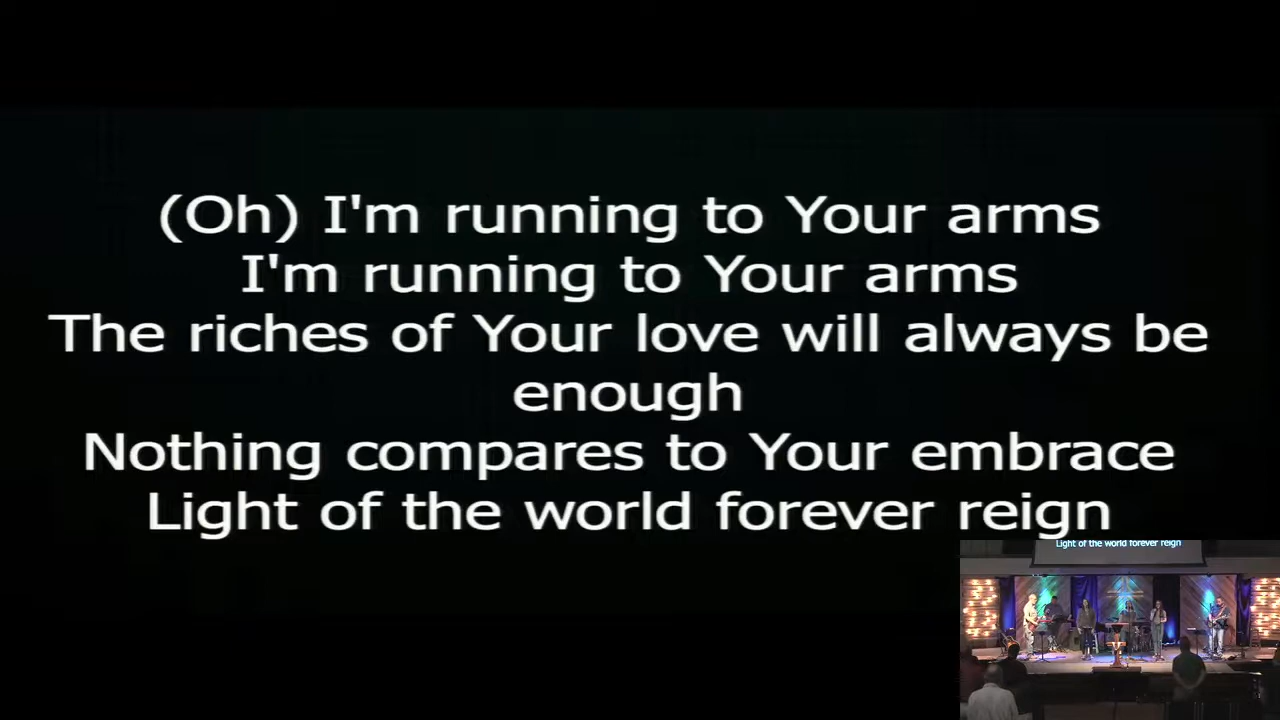 (Oh) I'm running to Your arms
I'm running to Your arms
The riches of Your love will always be
enough
Nothing compares to Your embrace
Light of the world forever reign
Light of the world forever reign